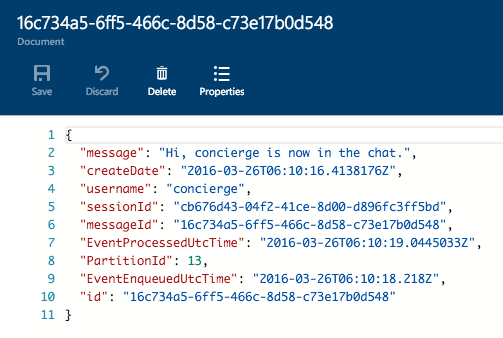 16c734a5-6ff5-466c-8d58-c73e17b0d548
Document
Save Discard Delete Properties
1 {
2 "message": "Hi, concierge is now in the chat.",
3 "createDate": "2016-03-26T06:10:16.4138176Z",
4 "username": "concierge",
5 "sessionId": "cb676d43-04f2-41ce-8d00-d896fc3ff5bd",
6 "messageId": "16c734a5-6ff5-466c-8d58-c73e17b0d548",
7 "EventProcessedUtcTime": "2016-03-26T06:10:19.0445033Z",
8 "PartitionId": 13,
9 "EventEnqueuedUtcTime": "2016-03-26T06:10:18.218Z",
10 "id": "16c734a5-6ff5-466c-8d58-c73e17b0d548"
11 }